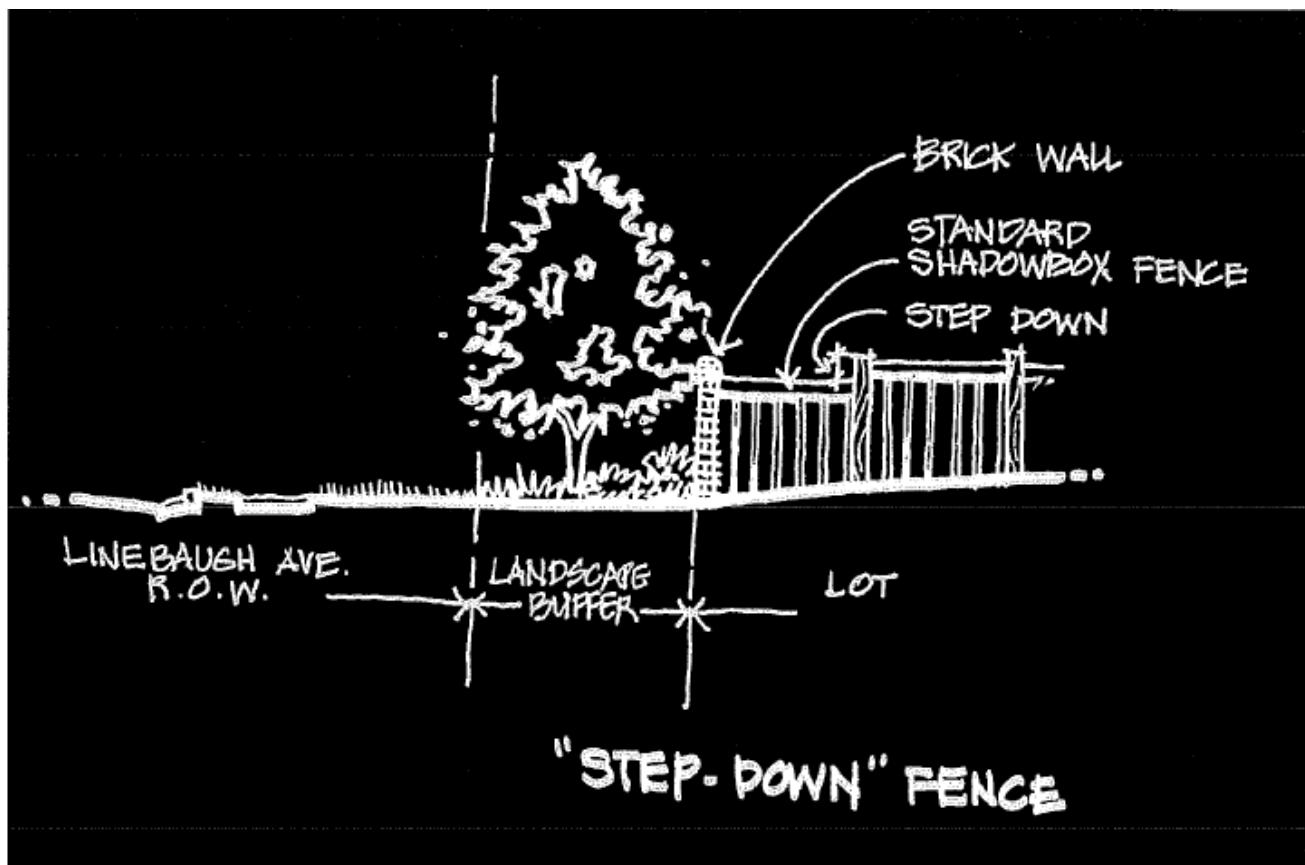 BRICK WALL
STANDARD
SHADOWBOX FENCE
STEP DOWN
LINEBAUGH AVE.
R.O.W.
LANDSCAPE
BUFFER
LOT
"STEP-DOWN" FENCE